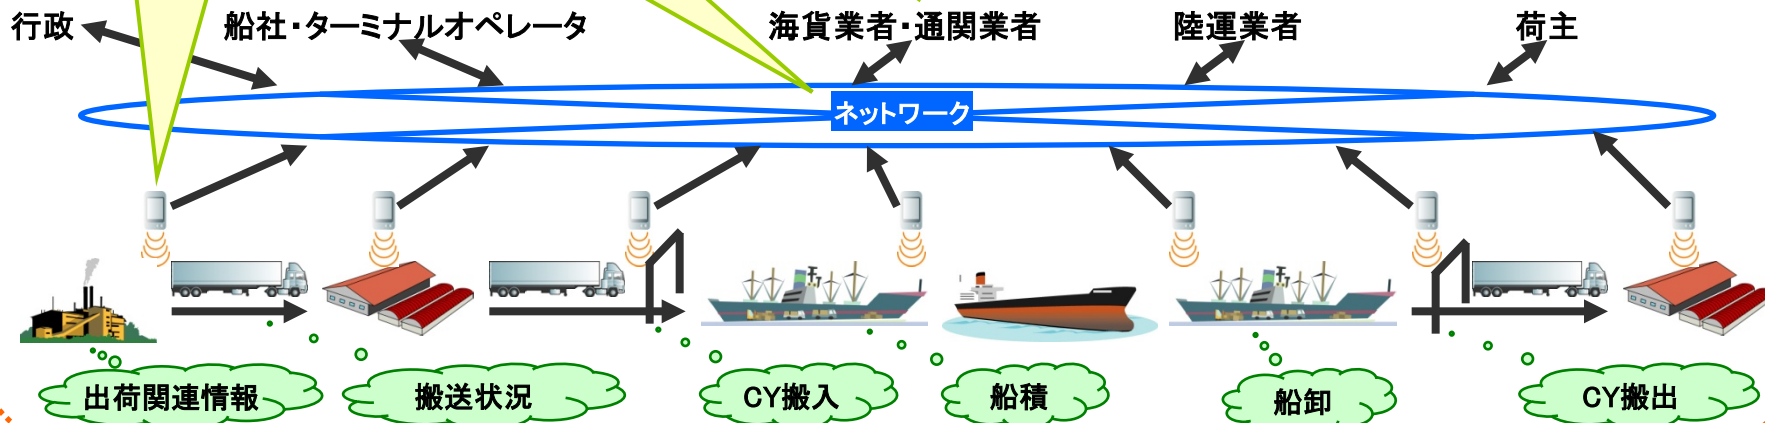 行政
船社・ターミナルオペレータ
海貨業者・通関業者
陸運業者
荷主
ネットワーク
出荷関連情報
搬送状況
CY搬入
船積
船卸
CY搬出